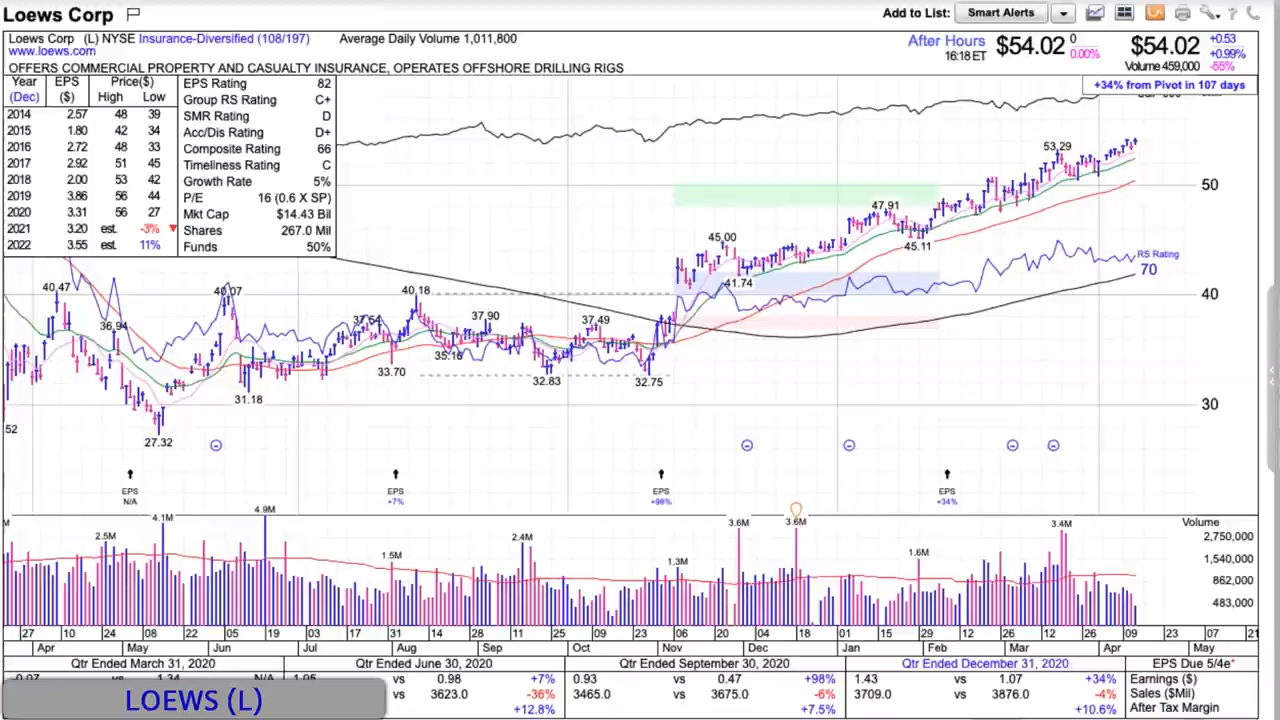 Loews Corp
Add to List: Smart Alerts
Loews Corp (L) NYSE Insurance-Diversified (108/197) Average Daily Volume 1,011,800
www.loews.com
OFFERS COMMERCIAL PROPERTY AND CASUALTY INSURANCE, OPERATES OFFSHORE DRILLING RIGS
After Hours $54.02 0 $54.02 +0.53
16:18 ET 0.00% +0.99%
Volume 459,000 -55%
+34% from Pivot in 107 days
Year EPS Price($)
(Dec) ($) High Low
2014 2.57 48 39
2015 1.80 42 34
2016 2.72 48 33
2017 2.92 51 45
2018 2.00 53 42
2019 3.86 56 44
2020 3.31 56 27
2021 3.20 est. -3%
2022 3.55 est. 11%
EPS Rating 82
Group RS Rating C+
SMR Rating D
Acc/Dis Rating D+
Composite Rating 66
Timeliness Rating C
Growth Rate 5%
P/E 16 (0.6 X SP)
Mkt Cap $14.43 Bil
Shares 267.0 Mil
Funds 50%
53.29
50
47.91
45.00
45.11
RS Rating
70
41.74
40
40.47 40.07 40.18
36.94 37.54 37.90 37.49
35.16
33.70
32.83 32.75
31.18
30
27.32
52
EPS EPS EPS EPS
N/A +7% +98% +34%
Volume
4.9M
4.1M
3.6M 3.6M 3.4M
2.5M 2.4M
1.5M 1.3M 1.6M
2,750,000
1,540,000
862,000
483,000
27 10 24 08 22 05 19 03 17 31 14 28 11 25 09 23 06 20 04 18 01 15 29 12 26 12 26 09 23 07 21
Apr May Jun Jul Aug Sep Oct Nov Dec Jan Feb Mar Apr May
Qtr Ended March 31, 2020 Qtr Ended June 30, 2020 Qtr Ended September 30, 2020 Qtr Ended December 31, 2020 EPS Due 5/4e*
vs 0.98 +7% 0.93 vs 0.47 +98% 1.43 vs 1.07 +34% Earnings ($)
vs 3623.0 -36% 3465.0 vs 3675.0 -6% 3709.0 vs 3876.0 -4% Sales ($Mil)
+12.8% +7.5% +10.6% After Tax Margin
LOEWS (L)